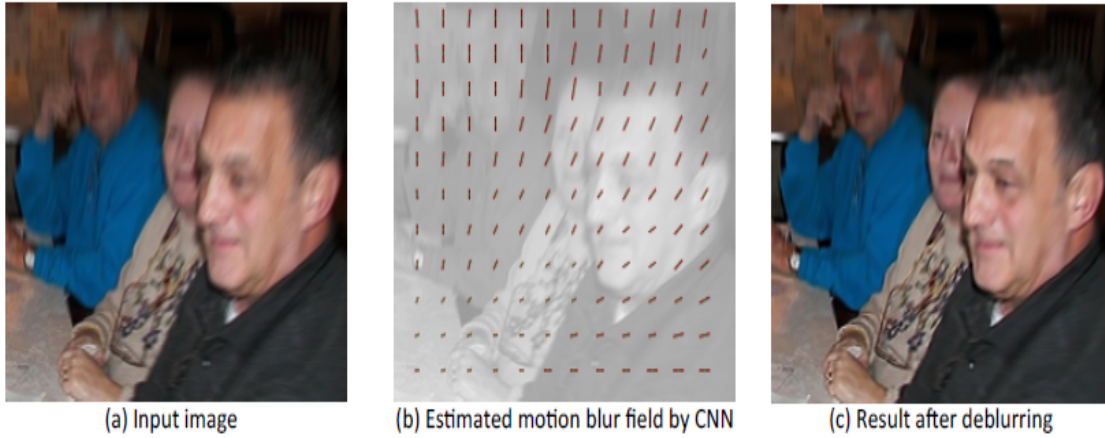 (a) Input image
(b) Estimated motion blur field by CNN
(c) Result after deblurring